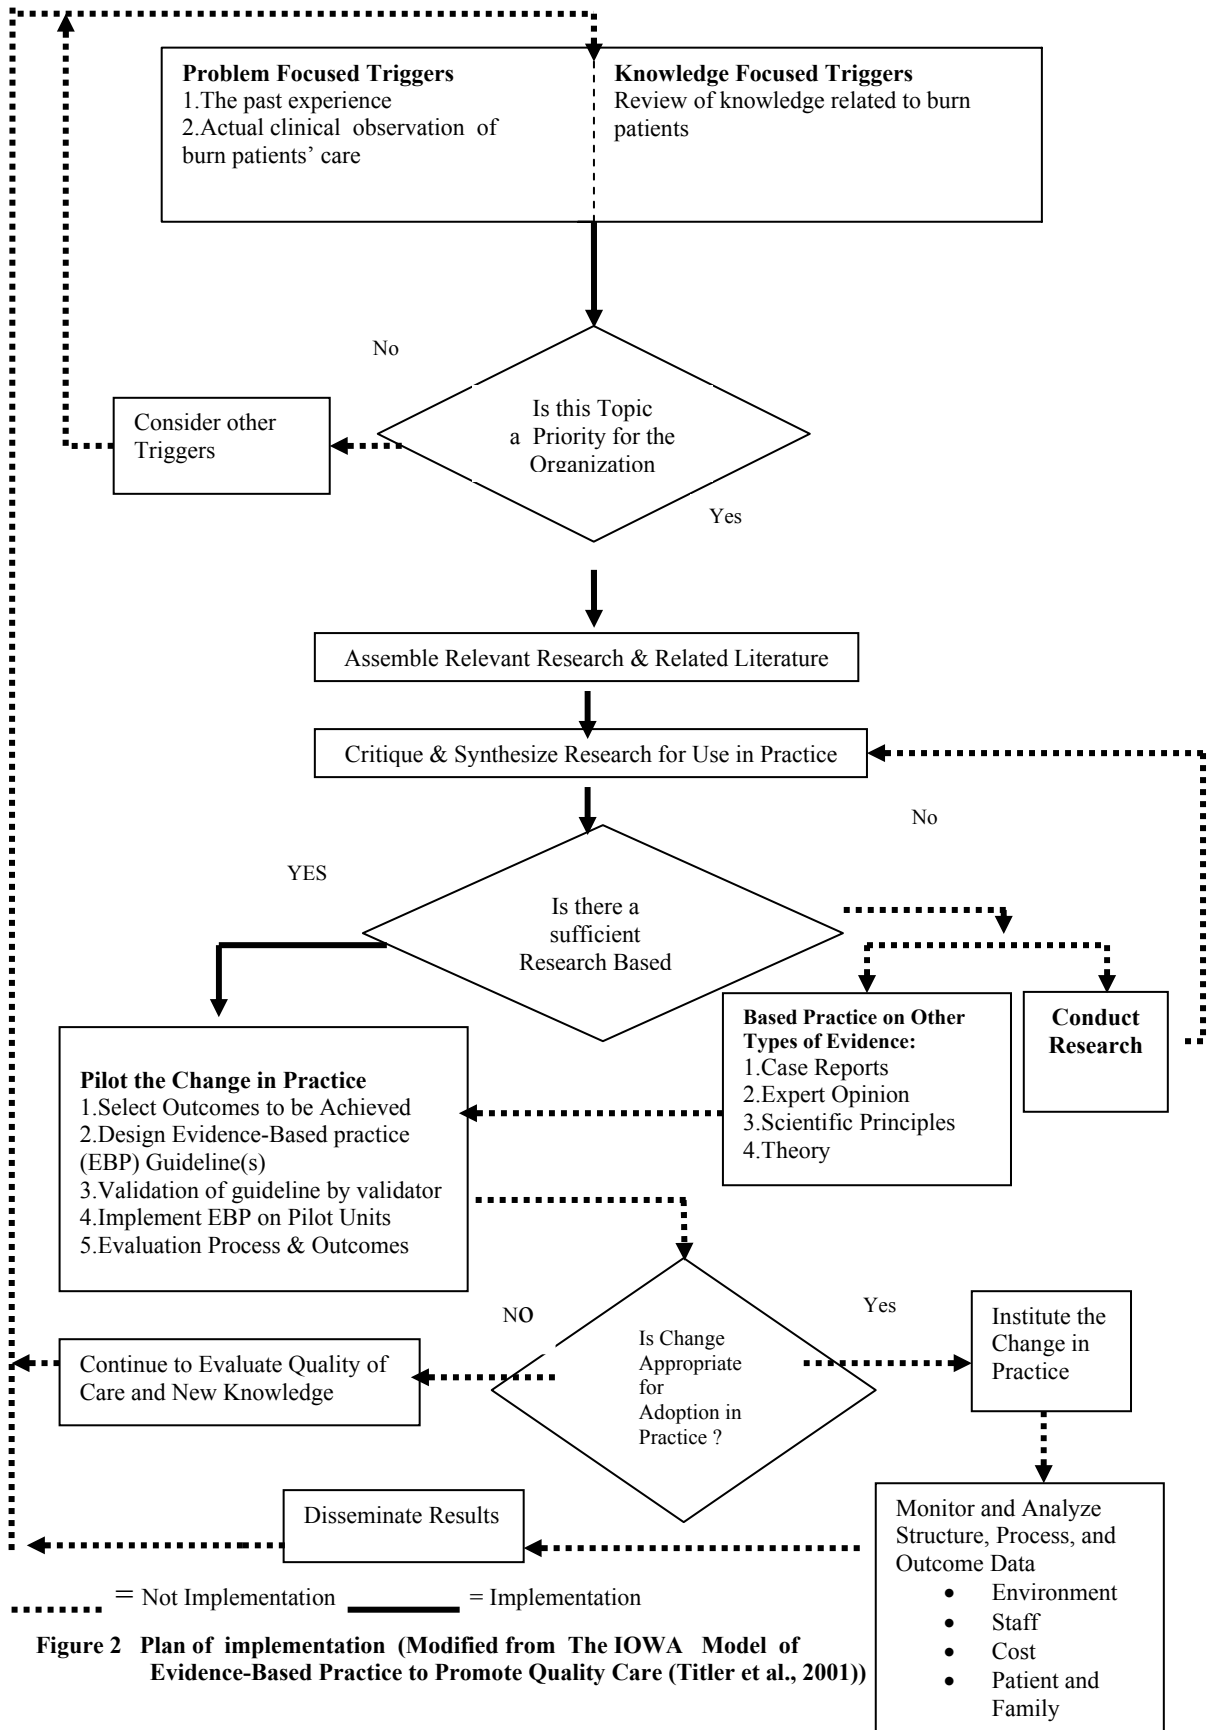 Problem Focused Triggers
1.The past experience
2.Actual clinical observation of
burn patients’ care
Knowledge Focused Triggers
Review of knowledge related to burn
patients
No
Is this Topic
a Priority for the
Organization
Consider other
Triggers
Yes
Assemble Relevant Research & Related Literature
Critique & Synthesize Research for Use in Practice
No
YES
Is there a
sufficient
Research Based
Based Practice on Other
Types of Evidence:
1.Case Reports
2.Expert Opinion
3.Scientific Principles
4.Theory
Conduct
Research
Pilot the Change in Practice
1.Select Outcomes to be Achieved
2.Design Evidence-Based practice
(EBP) Guideline(s)
3.Validation of guideline by validator
4.Implement EBP on Pilot Units
5.Evaluation Process & Outcomes
NO
Yes
Is Change
Appropriate
for
Adoption in
Practice ?
Institute the
Change in
Practice
Continue to Evaluate Quality of
Care and New Knowledge
Disseminate Results
Monitor and Analyze
Structure, Process, and
Outcome Data
• Environment
• Staff
• Cost
• Patient and
Family
= Not Implementation
= Implementation
Figure 2 Plan of implementation (Modified from The IOWA Model of
Evidence-Based Practice to Promote Quality Care (Titler et al., 2001))